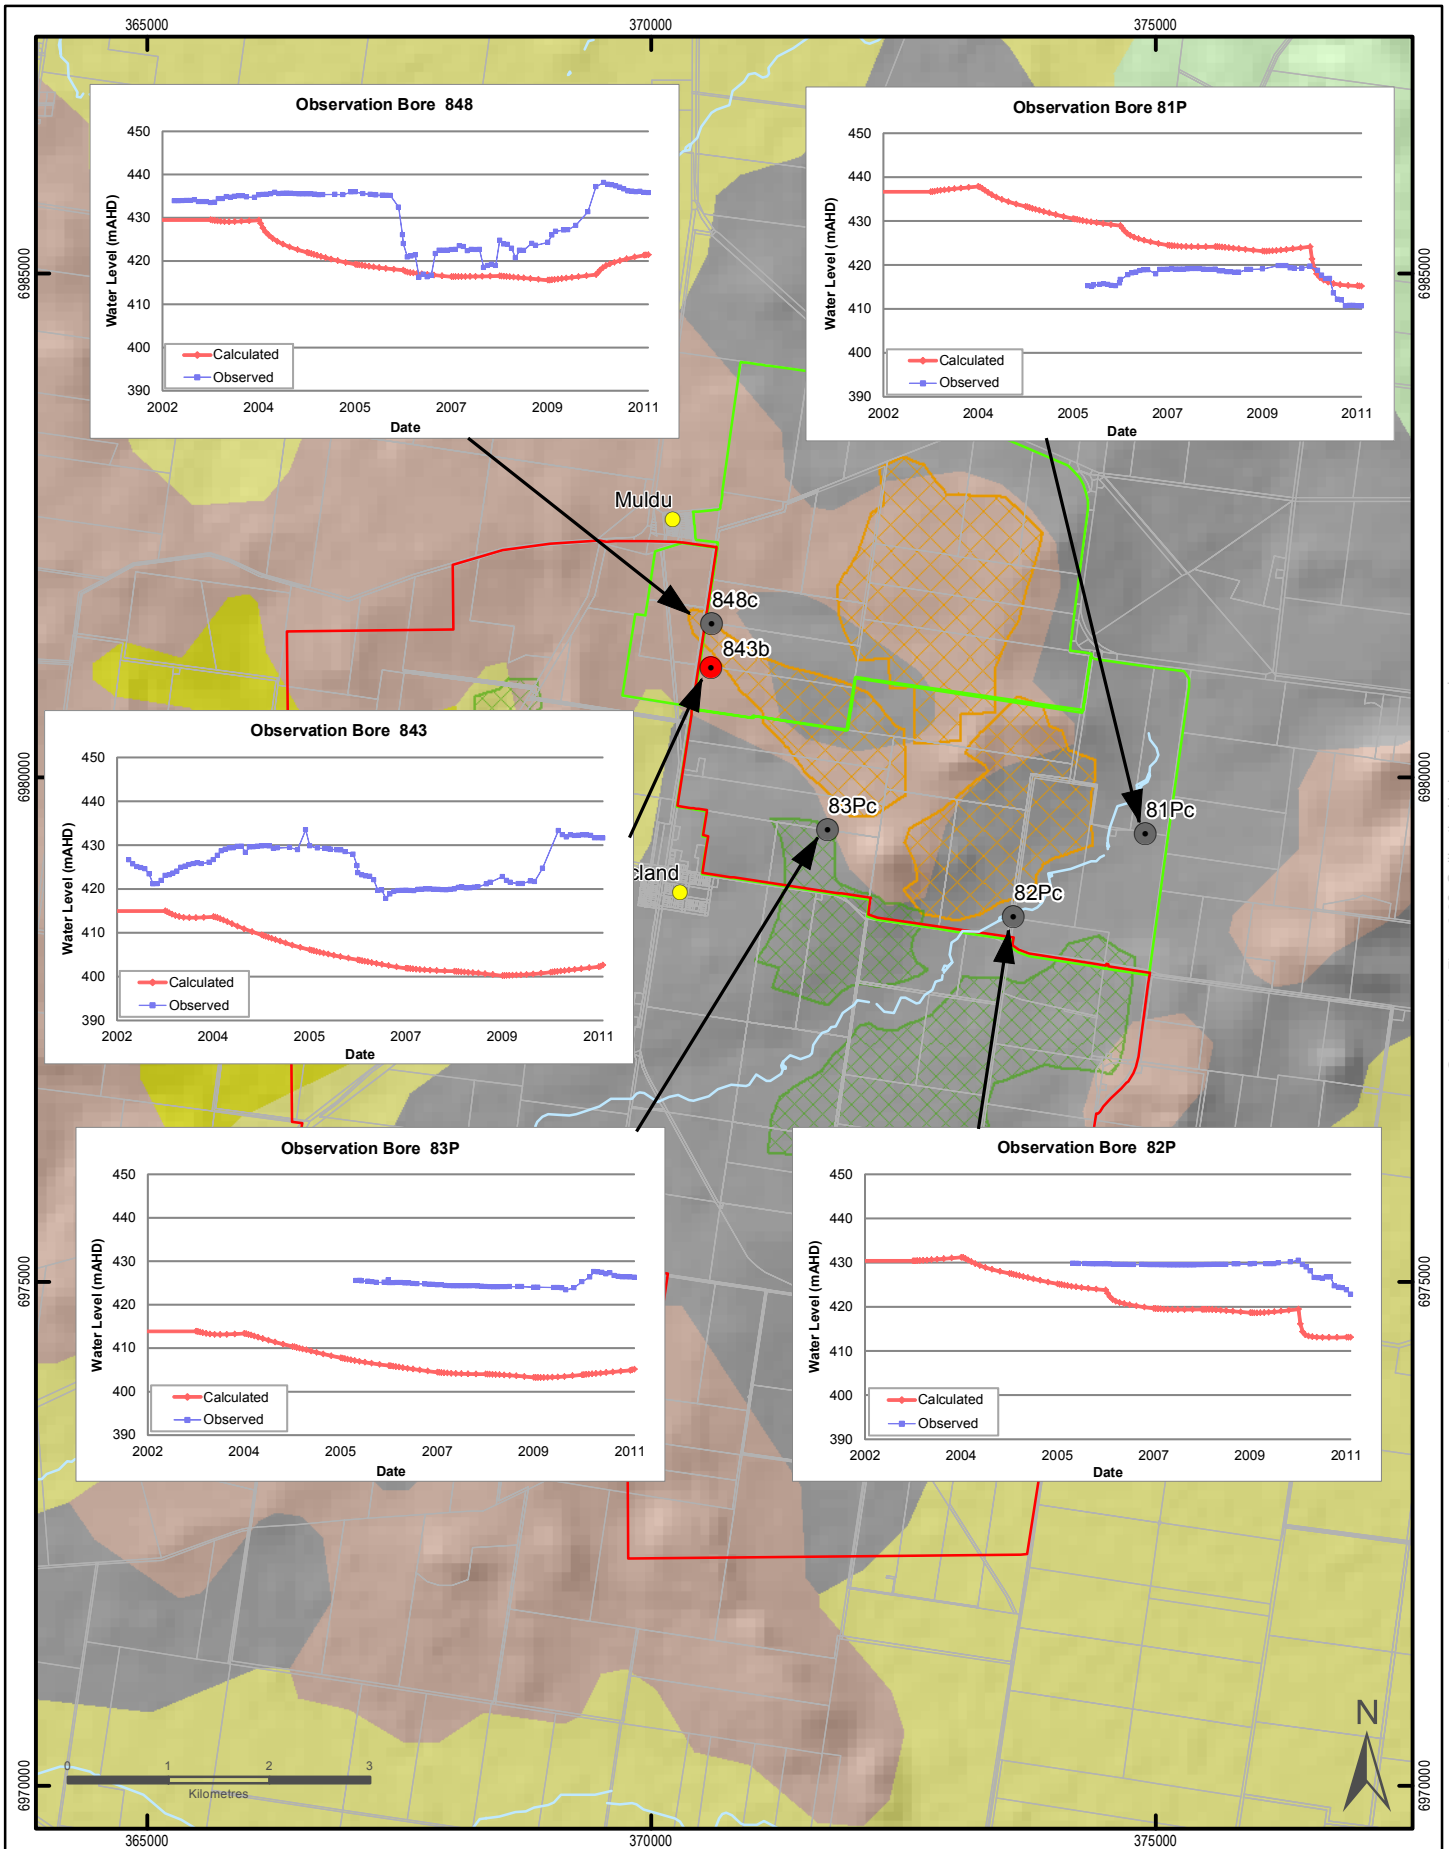 365000
370000
375000
Observation Bore 848
450
440
430
420
410
400
390
Water Level (mAHD)
Calculated
Observed
2002
2004
2005
2007
2009
2011
Date
Observation Bore 81P
450
440
430
420
410
400
390
Water Level (mAHD)
Calculated
Observed
2002
2004
2005
2007
2009
2011
Date
6985000
6985000
Muldu
848c
843b
Observation Bore 843
450
440
430
420
410
400
390
Water Level (mAHD)
Calculated
Observed
2002
2004
2005
2007
2009
2011
Date
6980000
6980000
83Pc
81Pc
cland
82Pc
Observation Bore 83P
450
440
430
420
410
400
390
Water Level (mAHD)
Calculated
Observed
2002
2004
2005
2007
2009
2011
Date
Observation Bore 82P
450
440
430
420
410
400
390
Water Level (mAHD)
Calculated
Observed
2002
2004
2005
2007
2009
2011
Date
6975000
6975000
N
0
1
2
3
Kilometres
6970000
6970000
365000
370000
375000